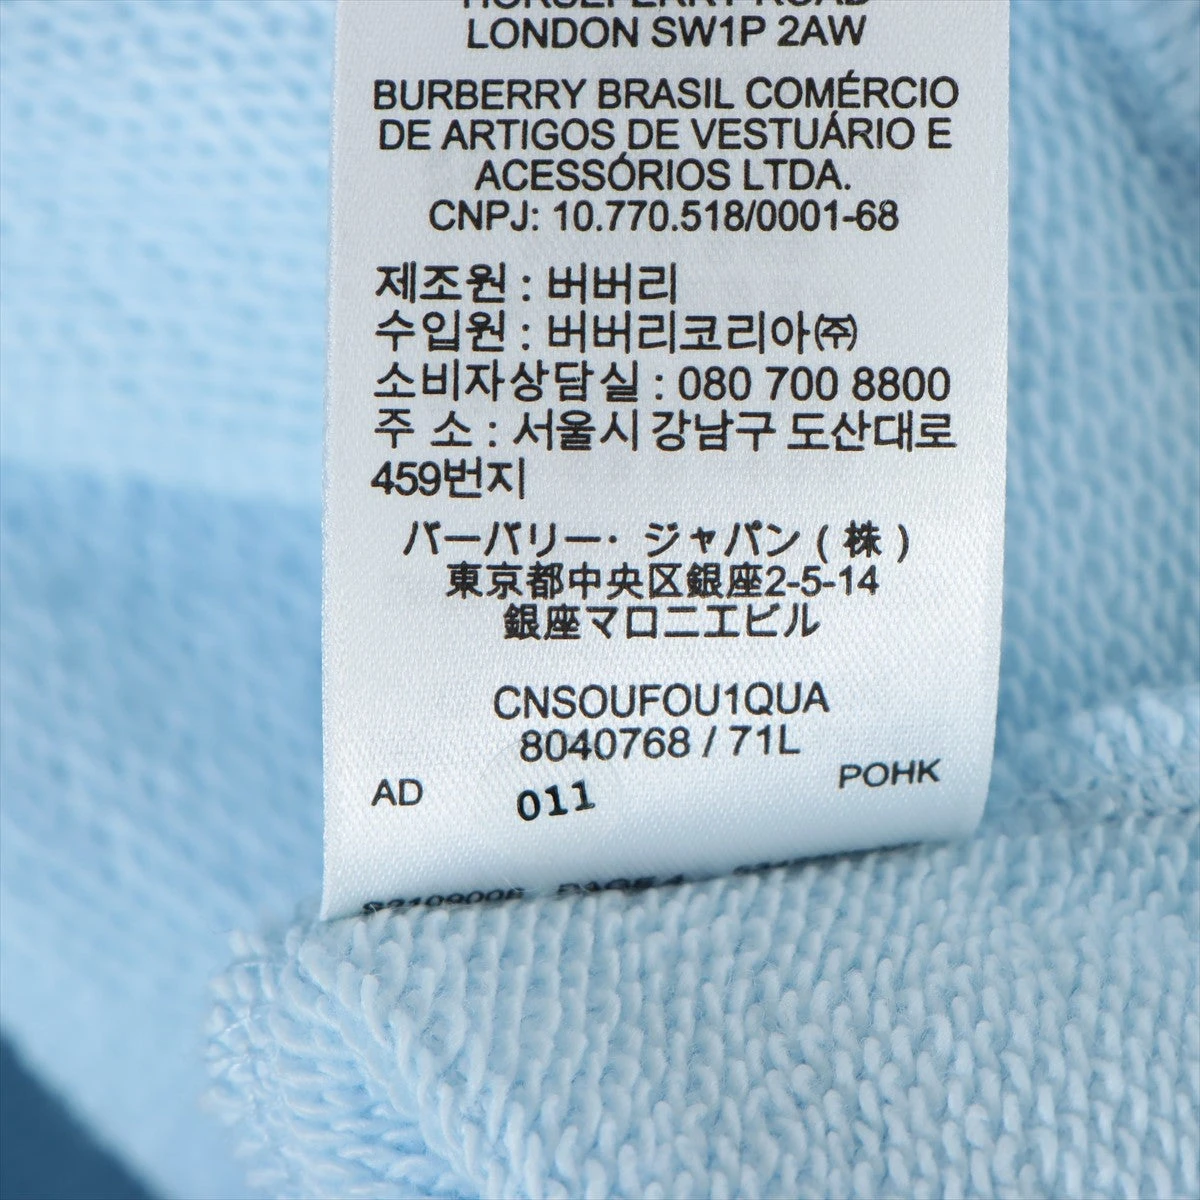 HORSEFERRY ROAD
LONDON SW1P 2AW
BURBERRY BRASIL COMÉRCIO
DE ARTIGOS DE VESTUÁRIO E
ACESSÓRIOS LTDA.
CNPJ: 10.770.518/0001-68
제조원 : 버버리
수입원 : 버버리코리아㈜
소비자상담실 : 080 700 8800
주 소 : 서울시 강남구 도산대로
459번지
バーバリー・ジャパン ( 株 )
東京都中央区銀座2-5-14
銀座マロニエビル
CNSOUFOU1QUA
8040768 / 71L
AD 011 POHK